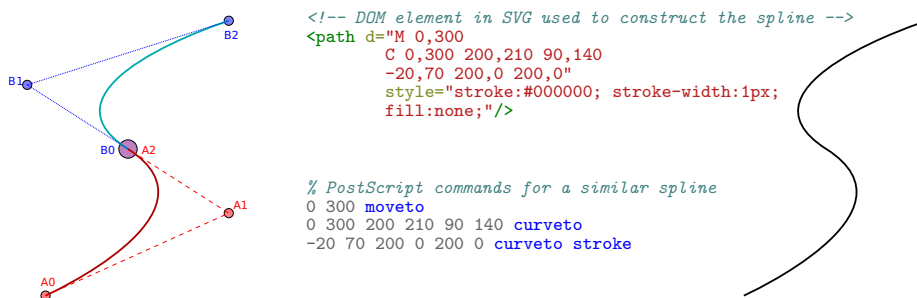 B2
B1
B0
A2
A1
A0
<!-- DOM element in SVG used to construct the spline -->
<path d="M 0,300
C 0,300 200,210 90,140
-20,70 200,0 200,0"
style="stroke:#000000; stroke-width:1px;
fill:none;"/>
% PostScript commands for a similar spline
0 300 moveto
0 300 200 210 90 140 curveto
-20 70 200 0 200 0 curveto stroke